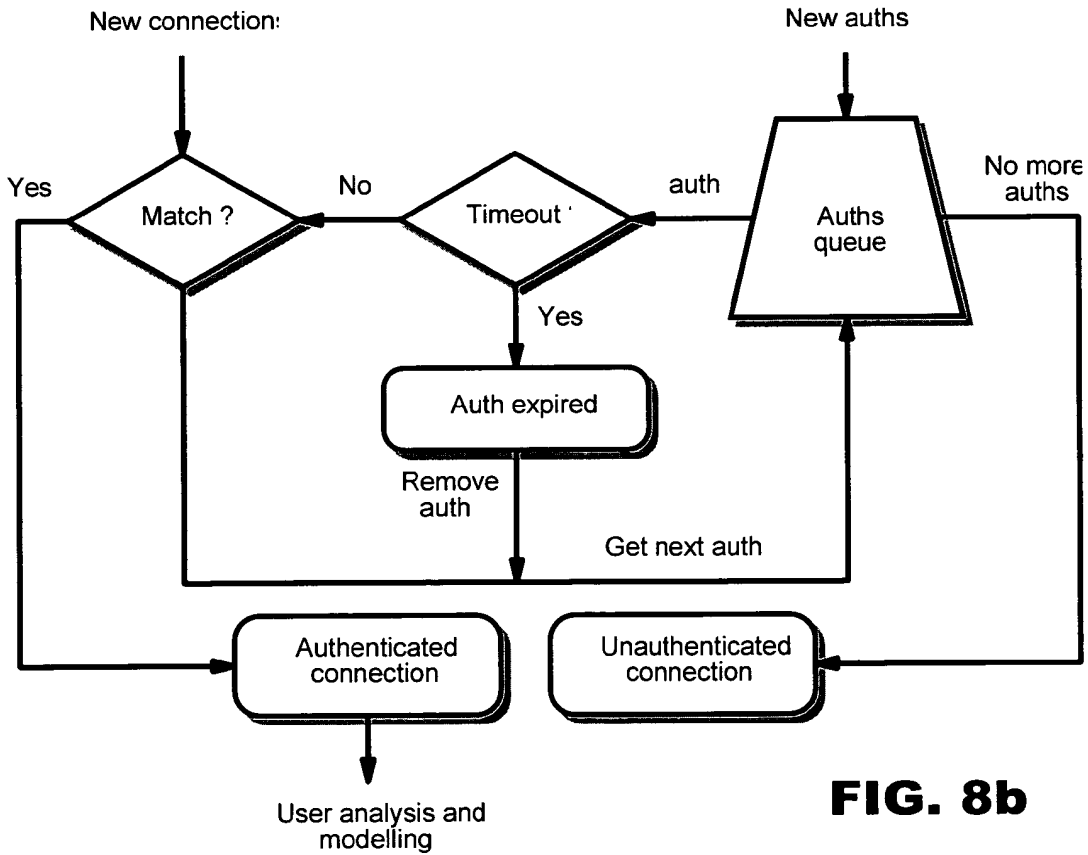 New connections
New auths
Yes
No
auth
No more
auths
Match ?
Timeout
Auths
queue
Yes
Auth expired
Remove
auth
Get next auth
Authenticated
connection
Unauthenticated
connection
User analysis and
modelling
FIG. 8b